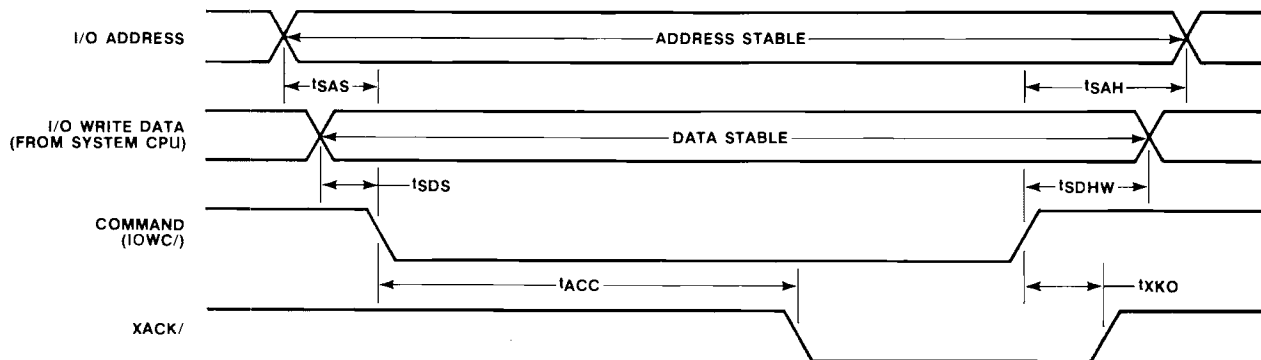 I/O ADDRESS
ADDRESS STABLE
tSAS
tSAH
I/O WRITE DATA
(FROM SYSTEM CPU)
DATA STABLE
tSDS
tSDHW
COMMAND
(IOWC/)
tACC
tXKO
XACK/